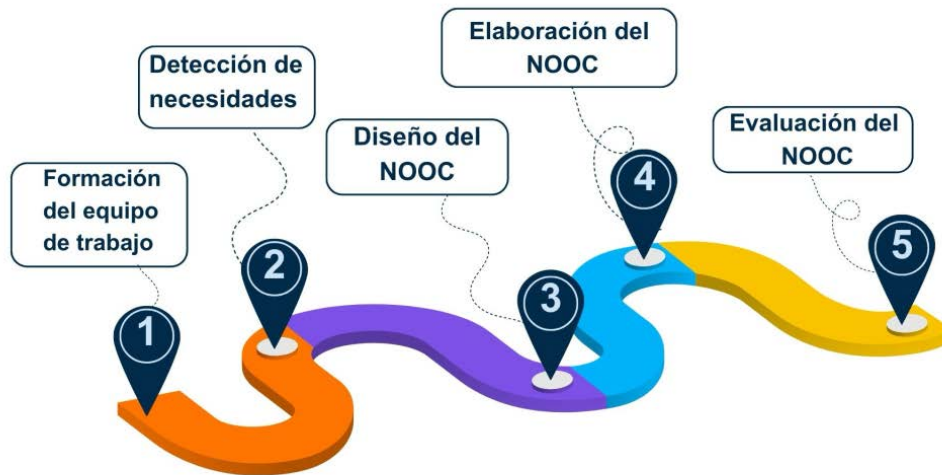 1
Formación
del equipo
de trabajo
2
Detección de
necesidades
3
Diseño del
NOOC
4
Elaboración del
NOOC
5
Evaluación del
NOOC